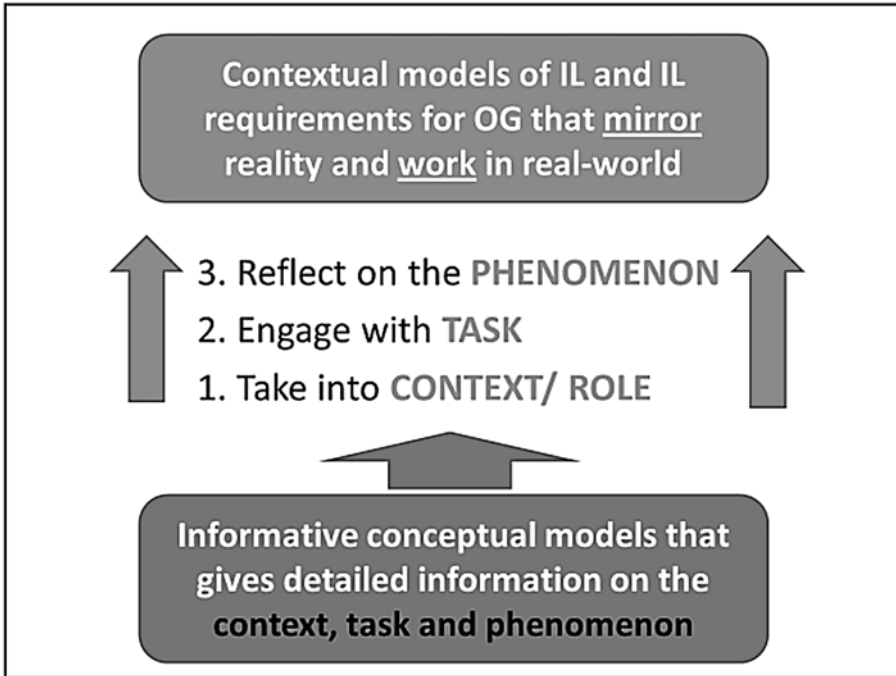 Contextual models of IL and IL
requirements for OG that mirror
reality and work in real-world
3. Reflect on the PHENOMENON
2. Engage with TASK
1. Take into CONTEXT/ ROLE
Informative conceptual models that
gives detailed information on the
context, task and phenomenon